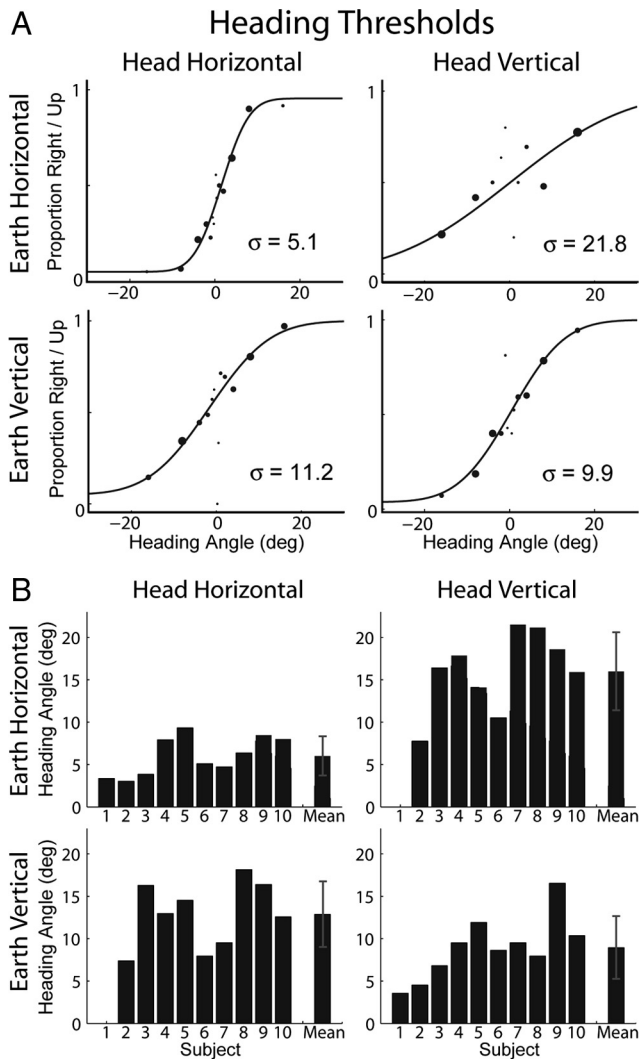 A
Heading Thresholds
Head Horizontal
Head Vertical
Earth Horizontal
Proportion Right / Up
1
0
−20
0
20
σ = 5.1
1
0
−20
0
20
σ = 21.8
Earth Vertical
Proportion Right / Up
1
0
−20
0
20
σ = 11.2
Heading Angle (deg)
1
0
−20
0
20
σ = 9.9
Heading Angle (deg)
B
Head Horizontal
Head Vertical
Earth Horizontal
Heading Angle (deg)
20
15
10
5
0
1 2 3 4 5 6 7 8 9 10 Mean
20
15
10
5
0
1 2 3 4 5 6 7 8 9 10 Mean
Earth Vertical
Heading Angle (deg)
20
15
10
5
0
1 2 3 4 5 6 7 8 9 10 Mean
Subject
20
15
10
5
0
1 2 3 4 5 6 7 8 9 10 Mean
Subject